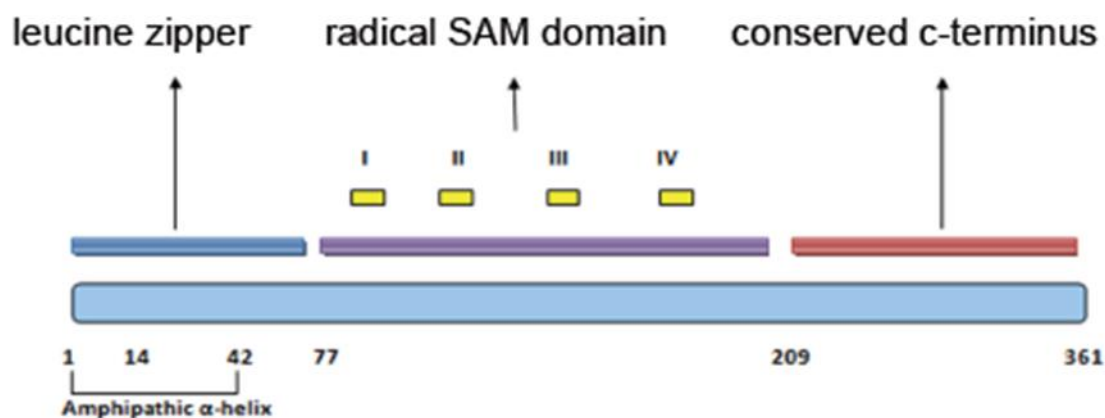 leucine zipper radical SAM domain conserved c-terminus
I II III IV
1 14 42 77 209 361
Amphipathic α-helix